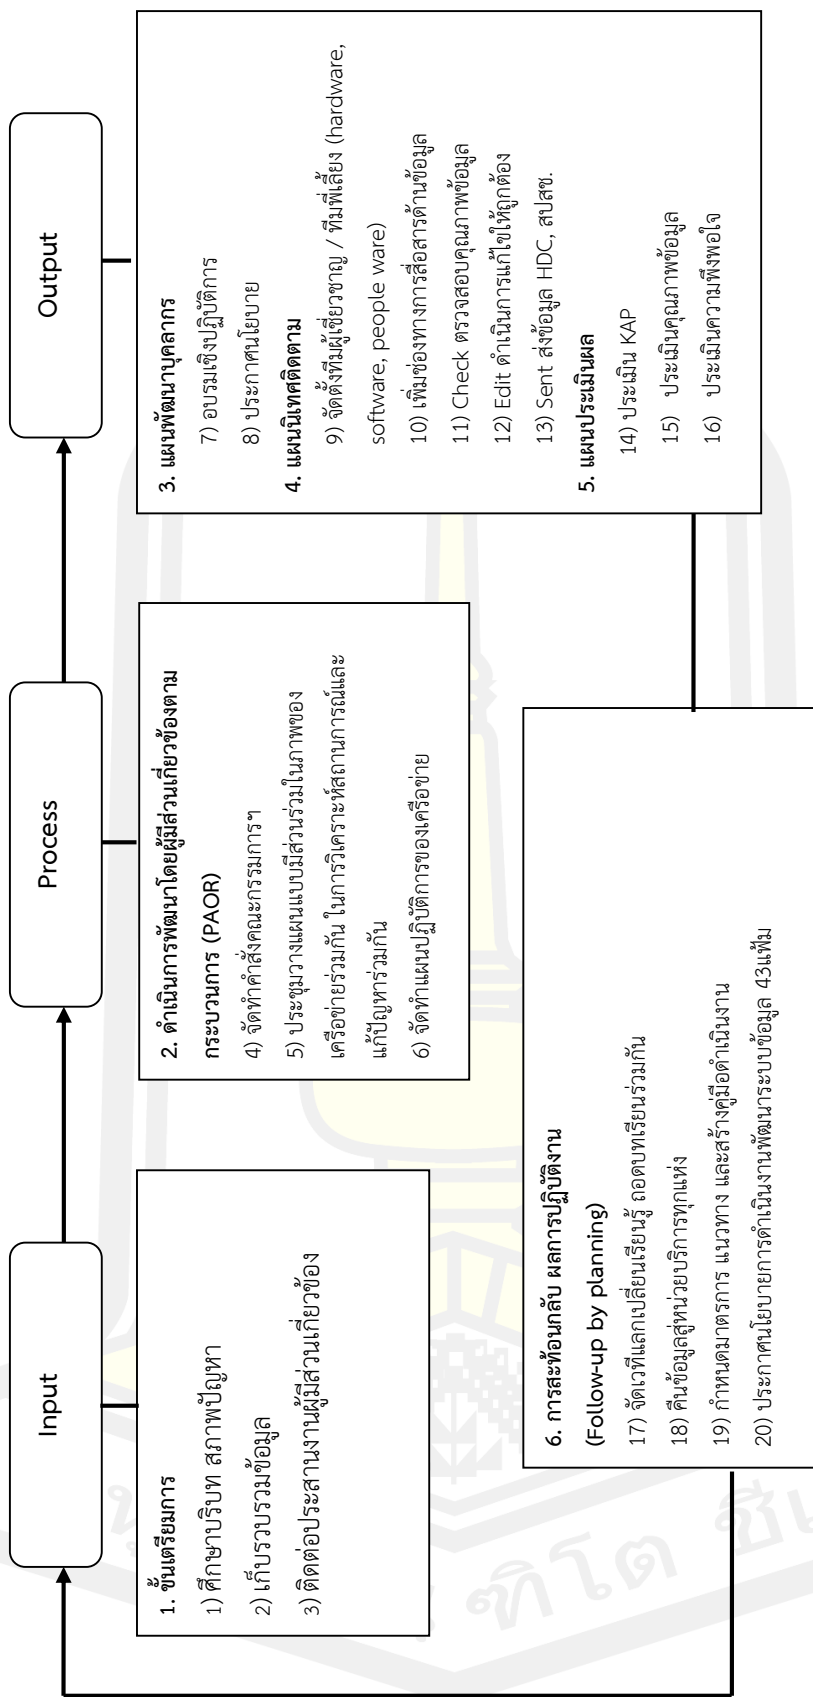 Input
Process
Output
1. ขั้นเตรียมการ
1) ศึกษาบริบท สภาพปัญหา
2) เก็บรวบรวมข้อมูล
3) ติดต่อประสานงานผู้มีส่วนเกี่ยวข้อง
2. ดำเนินการพัฒนาโดยผู้มีส่วนเกี่ยวข้องตาม
กระบวนการ (PAOR)
4) จัดทำคำสั่งคณะกรรมการฯ
5) ประชุมวางแผนแบบมีส่วนร่วมในภาพของ
เครือข่ายร่วมกัน ในการวิเคราะห์สถานการณ์และ
แก้ปัญหาร่วมกัน
6) จัดทำแผนปฏิบัติการของเครือข่าย
3. แผนพัฒนาบุคลากร
7) อบรมเชิงปฏิบัติการ
8) ประกาศนโยบาย
4. แผนนิเทศติดตาม
9) จัดตั้งทีมผู้เชี่ยวชาญ / ทีมพี่เลี้ยง (hardware,
software, people ware)
10) เพิ่มช่องทางการสื่อสารด้านข้อมูล
11) Check ตรวจสอบคุณภาพข้อมูล
12) Edit ดำเนินการแก้ไขให้ถูกต้อง
13) Sent ส่งข้อมูล HDC, สปสช.
5. แผนประเมินผล
14) ประเมิน KAP
15) ประเมินคุณภาพข้อมูล
16) ประเมินความพึงพอใจ
6. การสะท้อนกลับ ผลการปฏิบัติงาน
(Follow-up by planning)
17) จัดเวทีแลกเปลี่ยนเรียนรู้ ถอดบทเรียนร่วมกัน
18) คืนข้อมูลสู่หน่วยบริการทุกแห่ง
19) กำหนดมาตรการ แนวทาง และสร้างคู่มือดำเนินงาน
20) ประกาศนโยบายการดำเนินงานพัฒนาระบบข้อมูล 43แฟ้ม